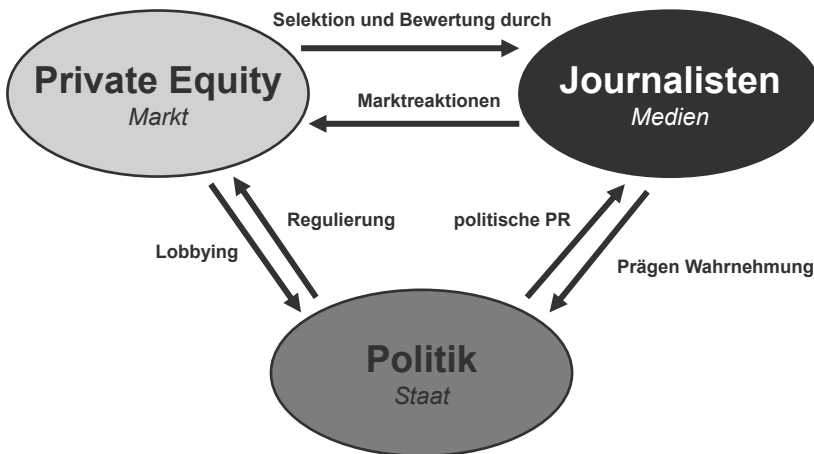 Selektion und Bewertung durch
Private Equity
Markt
Journalisten
Medien
Marktreaktionen
Regulierung
politische PR
Lobbying
Prägen Wahrnehmung
Politik
Staat